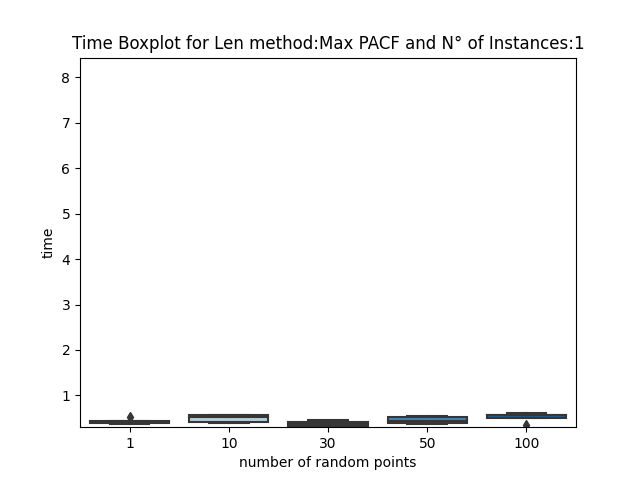 Time Boxplot for Len method:Max PACF and N° of Instances:1
8
7
6
5
4
3
2
1
time
1 10 30 50 100
number of random points